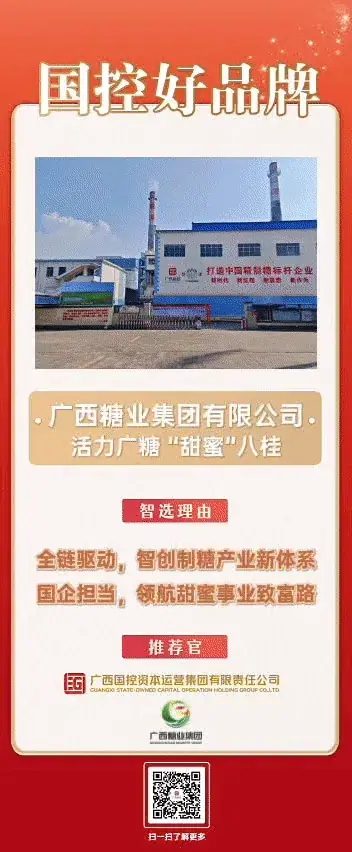 国控好品牌
打造中国精制糖标杆企业
广西糖业集团有限公司
活力广糖 “甜蜜”八桂
智选理由
全链驱动，智创制糖产业新体系
国企担当，领航甜蜜事业致富路
推荐官
广西国控资本运营集团有限责任公司
GUANGXI STATE-OWNED CAPITAL OPERATION HOLDING GROUP CO.,LTD.
广西糖业集团
扫一扫了解更多